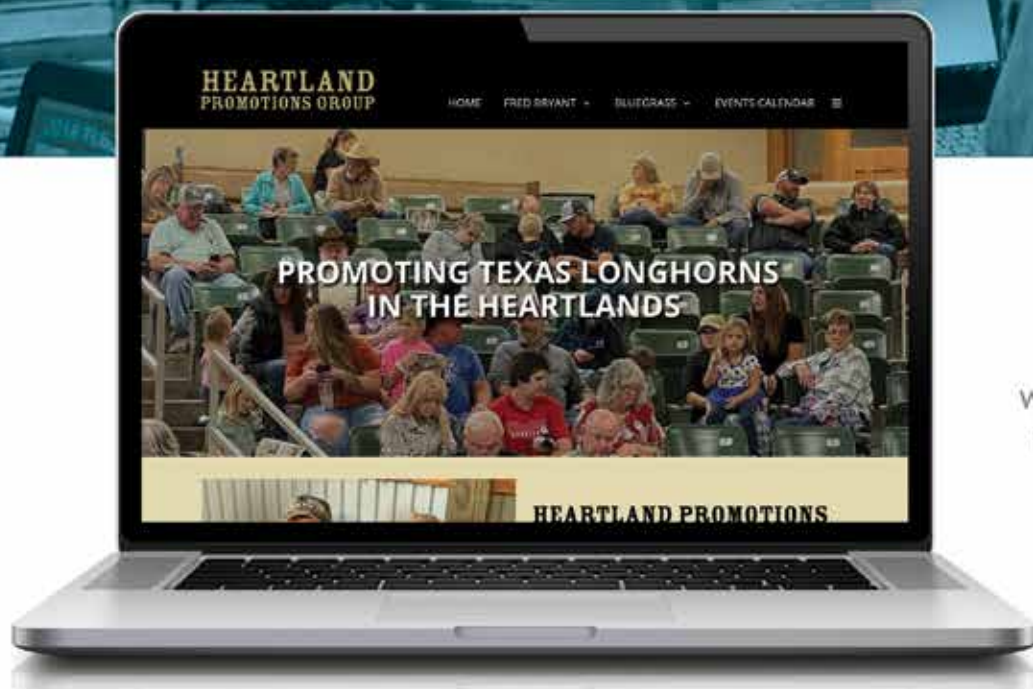 HEARTLAND
PROMOTIONS GROUP
HOME FRED BRYANT BLUEGRASS EVENTS CALENDAR
PROMOTING TEXAS LONGHORNS
IN THE HEARTLANDS
HEARTLAND PROMOTIONS
W